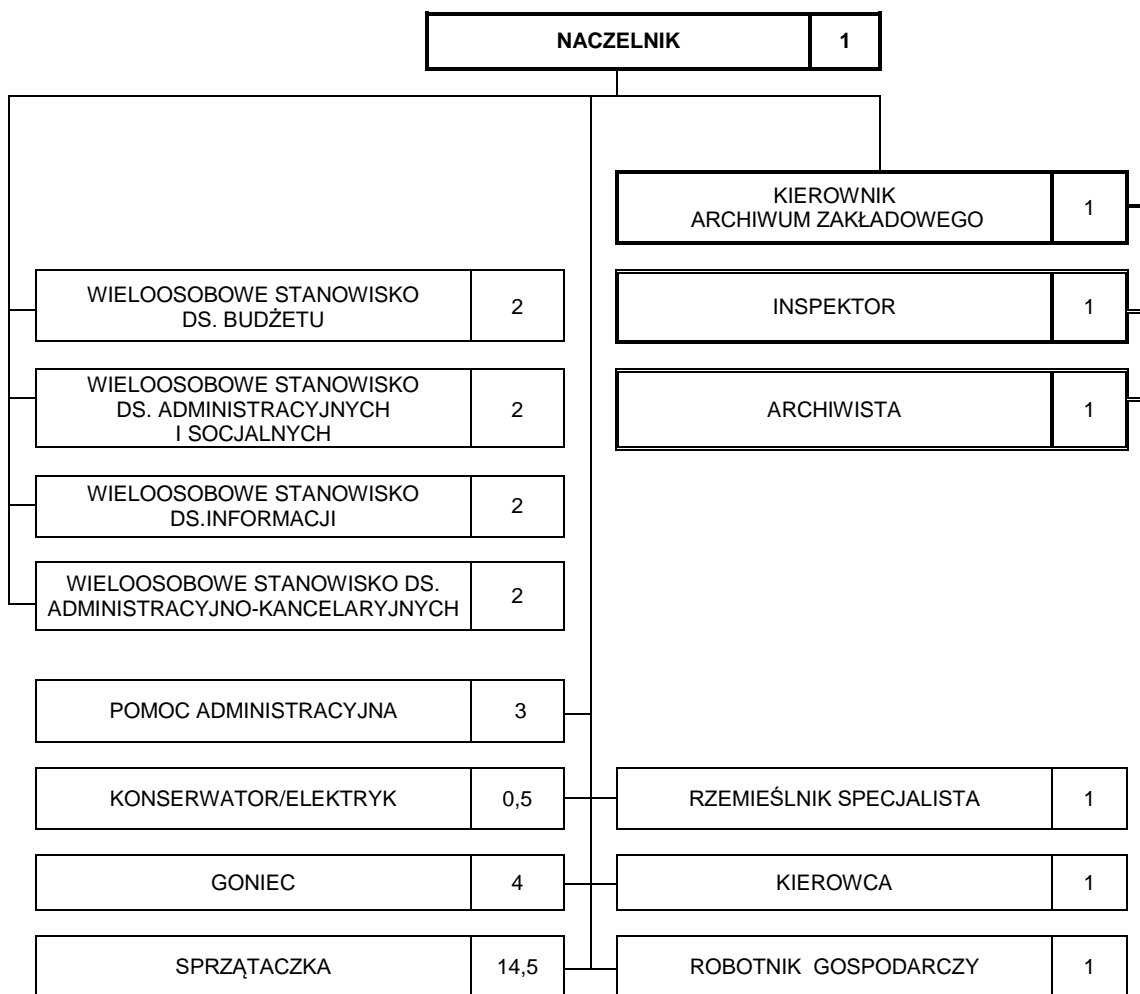 NACZELNIK 1
KIEROWNIK
ARCHIWUM ZAKŁADOWEGO 1
WIELOOSOBOWE STANOWISKO
DS. BUDŻETU 2
INSPEKTOR 1
WIELOOSOBOWE STANOWISKO
DS. ADMINISTRACYJNYCH
I SOCJALNYCH 2
ARCHIWISTA 1
WIELOOSOBOWE STANOWISKO
DS.INFORMACJI 2
WIELOOSOBOWE STANOWISKO DS.
ADMINISTRACYJNO-KANCELARYJNYCH 2
POMOC ADMINISTRACYJNA 3
KONSERWATOR/ELEKTRYK 0,5
RZEMIEŚLNIK SPECJALISTA 1
GONIEC 4
KIEROWCA 1
SPRZĄTACZKA 14,5
ROBOTNIK GOSPODARCZY 1